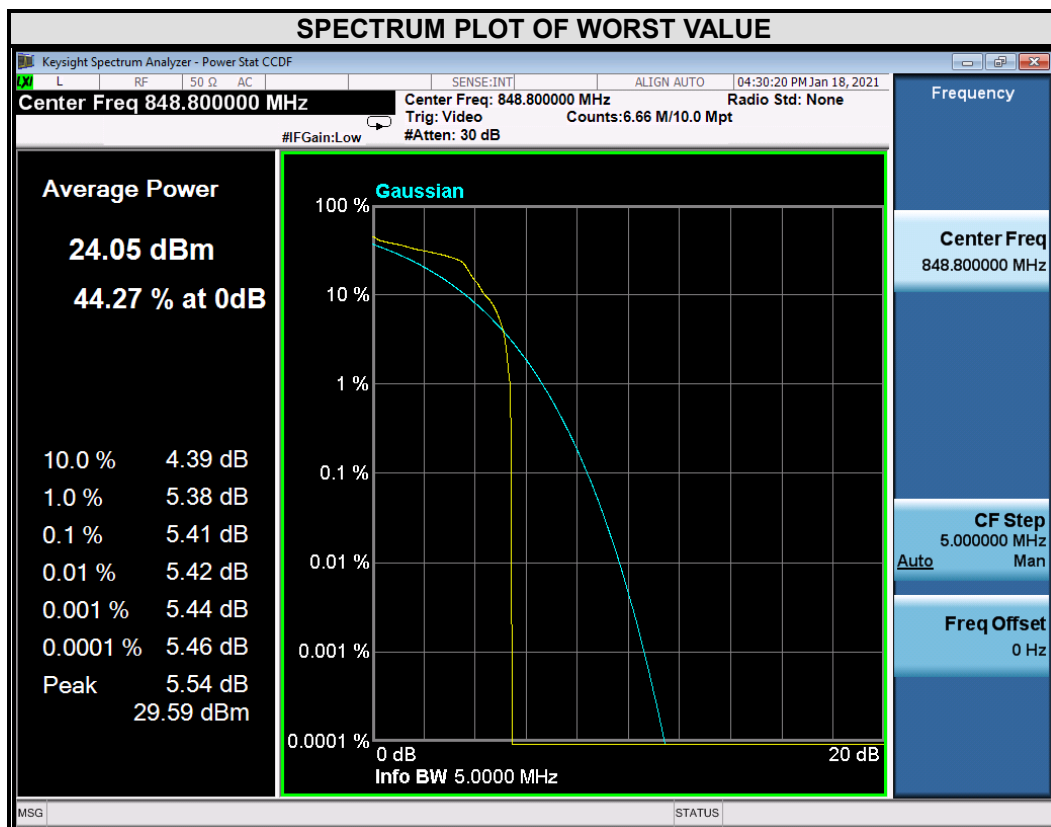 SPECTRUM PLOT OF WORST VALUE
Keysight Spectrum Analyzer - Power Stat CCDF
LXI L RF 50 Ω AC SENSE:INT ALIGN AUTO 04:30:20 PM Jan 18, 2021
Center Freq 848.800000 MHz
Center Freq: 848.800000 MHz Radio Std: None
Trig: Video Counts:6.66 M/10.0 Mpt
#IFGain:Low #Atten: 30 dB
Average Power
24.05 dBm
44.27 % at 0dB
10.0 % 4.39 dB
1.0 % 5.38 dB
0.1 % 5.41 dB
0.01 % 5.42 dB
0.001 % 5.44 dB
0.0001 % 5.46 dB
Peak 5.54 dB
29.59 dBm
Gaussian
100 %
10 %
1 %
0.1 %
0.01 %
0.001 %
0.0001 %
0 dB 20 dB
Info BW 5.0000 MHz
Frequency
Center Freq
848.800000 MHz
CF Step
5.000000 MHz
Auto Man
Freq Offset
0 Hz
MSG STATUS